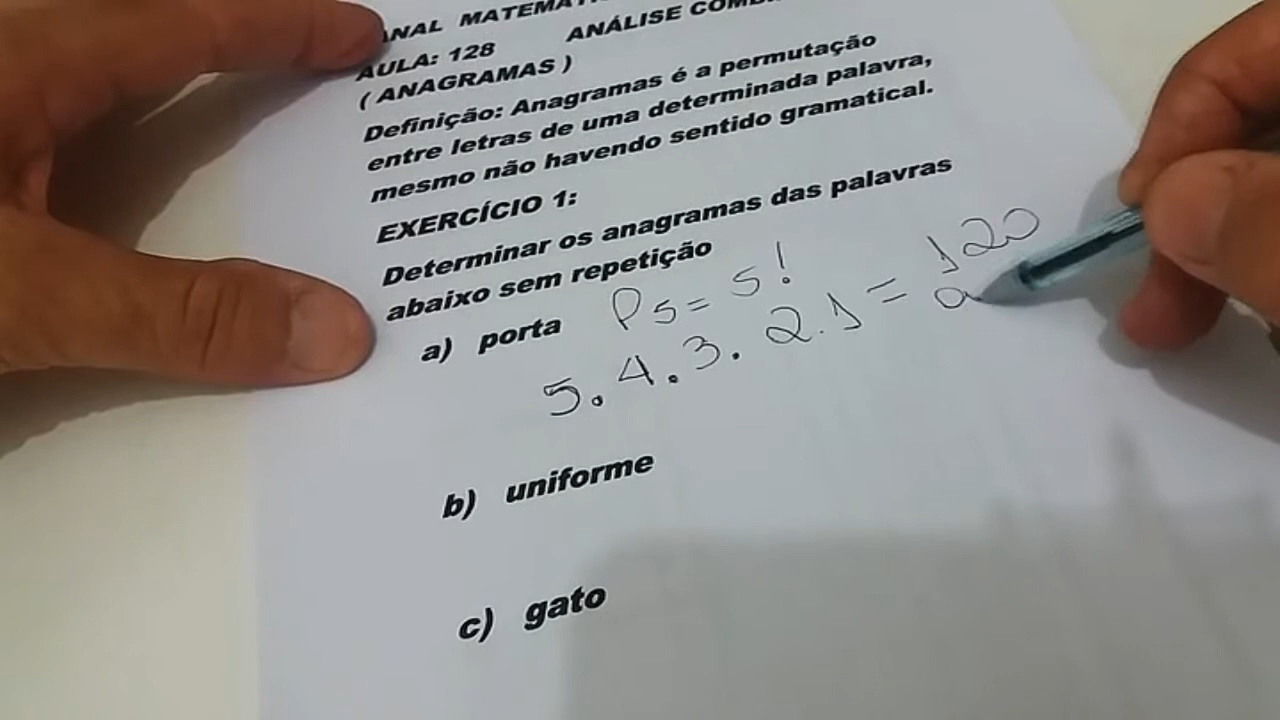 AULA: 128 ANÁLISE
( ANAGRAMAS )
Definição: Anagramas é a permutação
entre letras de uma determinada palavra,
mesmo não havendo sentido gramatical.
EXERCÍCIO 1:
Determinar os anagramas das palavras
abaixo sem repetição
a) porta P5 = 5!
5.4.3.2.1 = 120
a
b) uniforme
c) gato